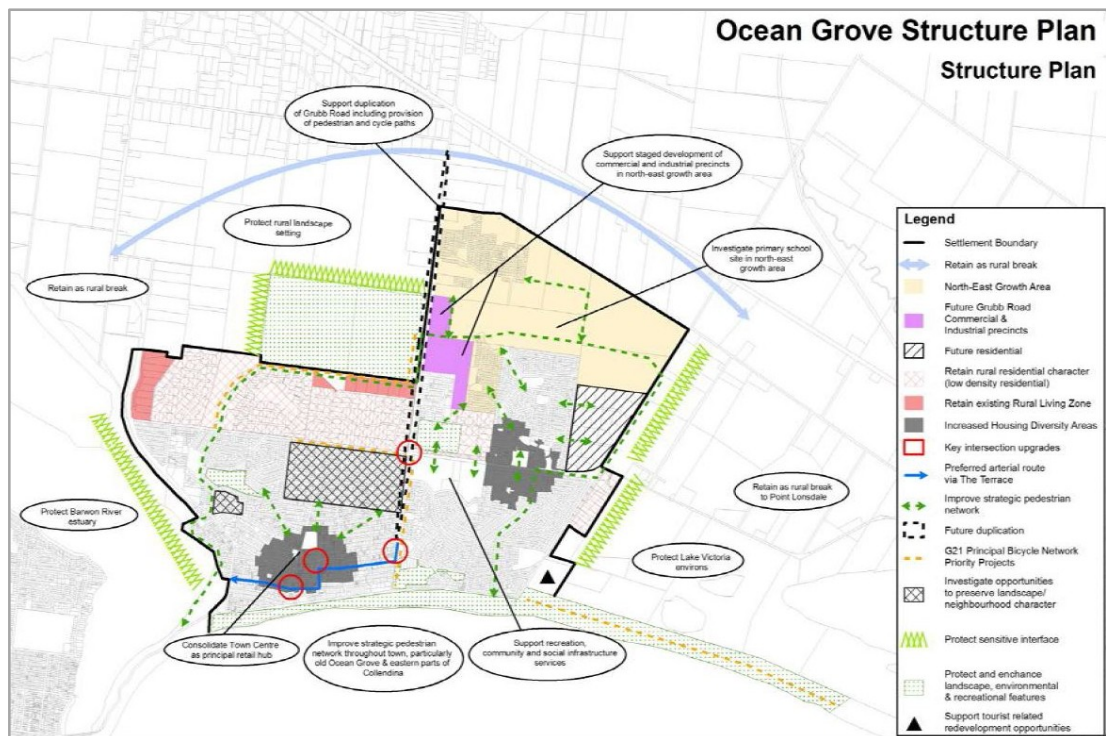 Ocean Grove Structure Plan
Structure Plan
Support duplication
of Grubb Road including provision
of pedestrian and cycle paths
Support staged development of
commercial and industrial precincts
in north-east growth area
Protect rural landscape
setting
Investigate primary school
site in north-east
growth area
Retain as rural break
Protect Barwon River
estuary
Retain as rural break
to Point Lonsdale
Protect Lake Victoria
environs
Consolidate Town Centre
as principal retail hub
Improve strategic pedestrian
network throughout town, particularly
old Ocean Grove & eastern parts of
Collendina
Support recreation,
community and social infrastructure
services
Legend
Settlement Boundary
Retain as rural break
North-East Growth Area
Future Grubb Road
Commercial &
Industrial precincts
Future residential
Retain rural residential character
(low density residential)
Retain existing Rural Living Zone
Increased Housing Diversity Areas
Key intersection upgrades
Preferred arterial route
via The Terrace
Improve strategic pedestrian
network
Future duplication
G21 Principal Bicycle Network
Priority Projects
Investigate opportunities
to preserve landscape/
neighbourhood character
Protect sensitive interface
Protect and enchance
landscape, environmental
& recreational features
Support tourist related
redevelopment opportunities